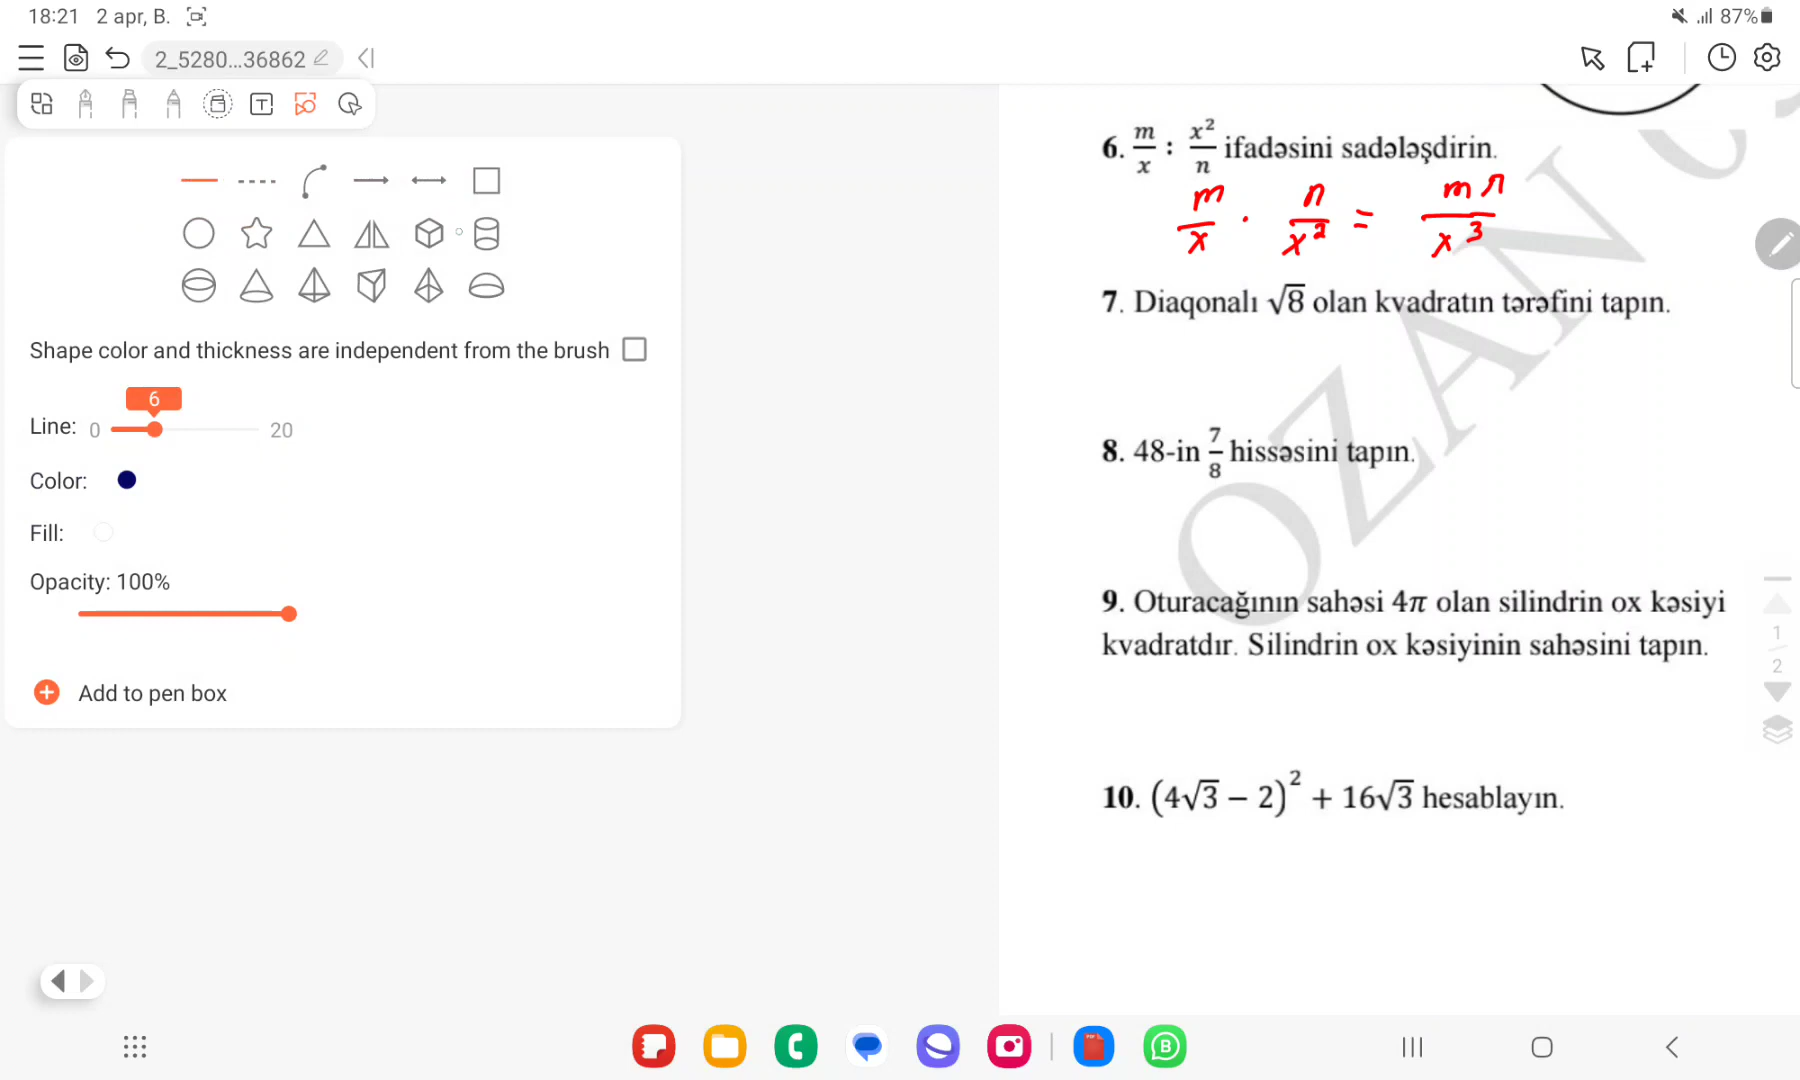 18:21 2 apr, B. 87%
2_5280...36862
T
Shape color and thickness are independent from the brush
6
Line: 0 20
Color:
Fill:
Opacity: 100%
Add to pen box
6. m/x : x²/n ifadəsini sadələşdirin.
m/x · n/x² = mn/x³
7. Diaqonalı √8 olan kvadratın tərəfini tapın.
8. 48-in 7/8 hissəsini tapın.
9. Oturacağının sahəsi 4π olan silindrin ox kəsiyi
kvadratdır. Silindrin ox kəsiyinin sahəsini tapın.
10. (4√3 − 2)² + 16√3 hesablayın.
OZAN
1
2
PDF
B